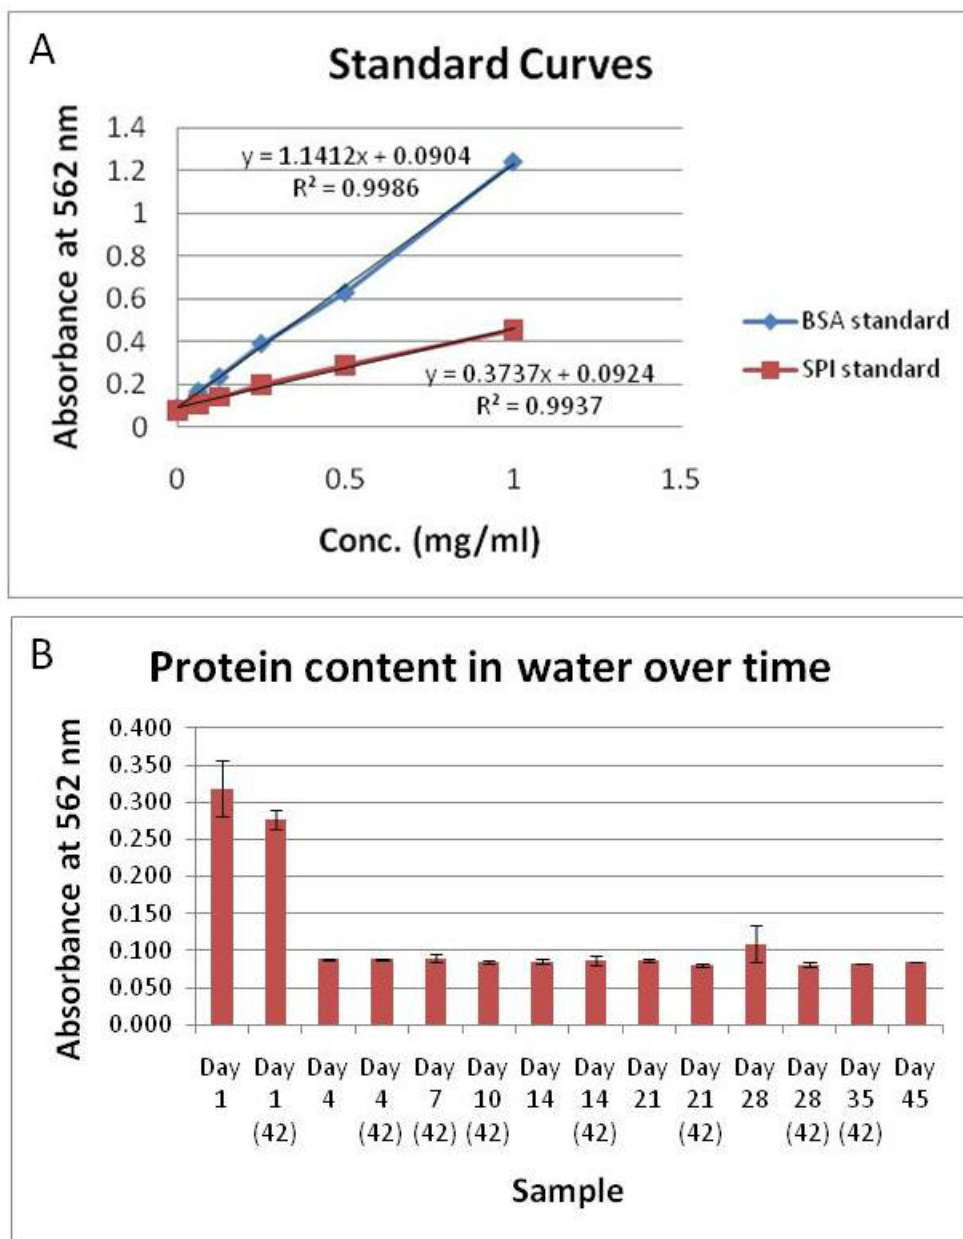 A
Standard Curves
Absorbance at 562 nm
1.4
1.2
1
0.8
0.6
0.4
0.2
0
y = 1.1412x + 0.0904
R² = 0.9986
y = 0.3737x + 0.0924
R² = 0.9937
BSA standard
SPI standard
0 0.5 1 1.5
Conc. (mg/ml)
B
Protein content in water over time
Absorbance at 562 nm
0.400
0.350
0.300
0.250
0.200
0.150
0.100
0.050
0.000
Day Day Day Day Day Day Day Day Day Day Day Day Day Day
1 1 4 4 7 10 14 14 21 21 28 28 35 45
(42) (42) (42) (42) (42) (42) (42) (42)
Sample